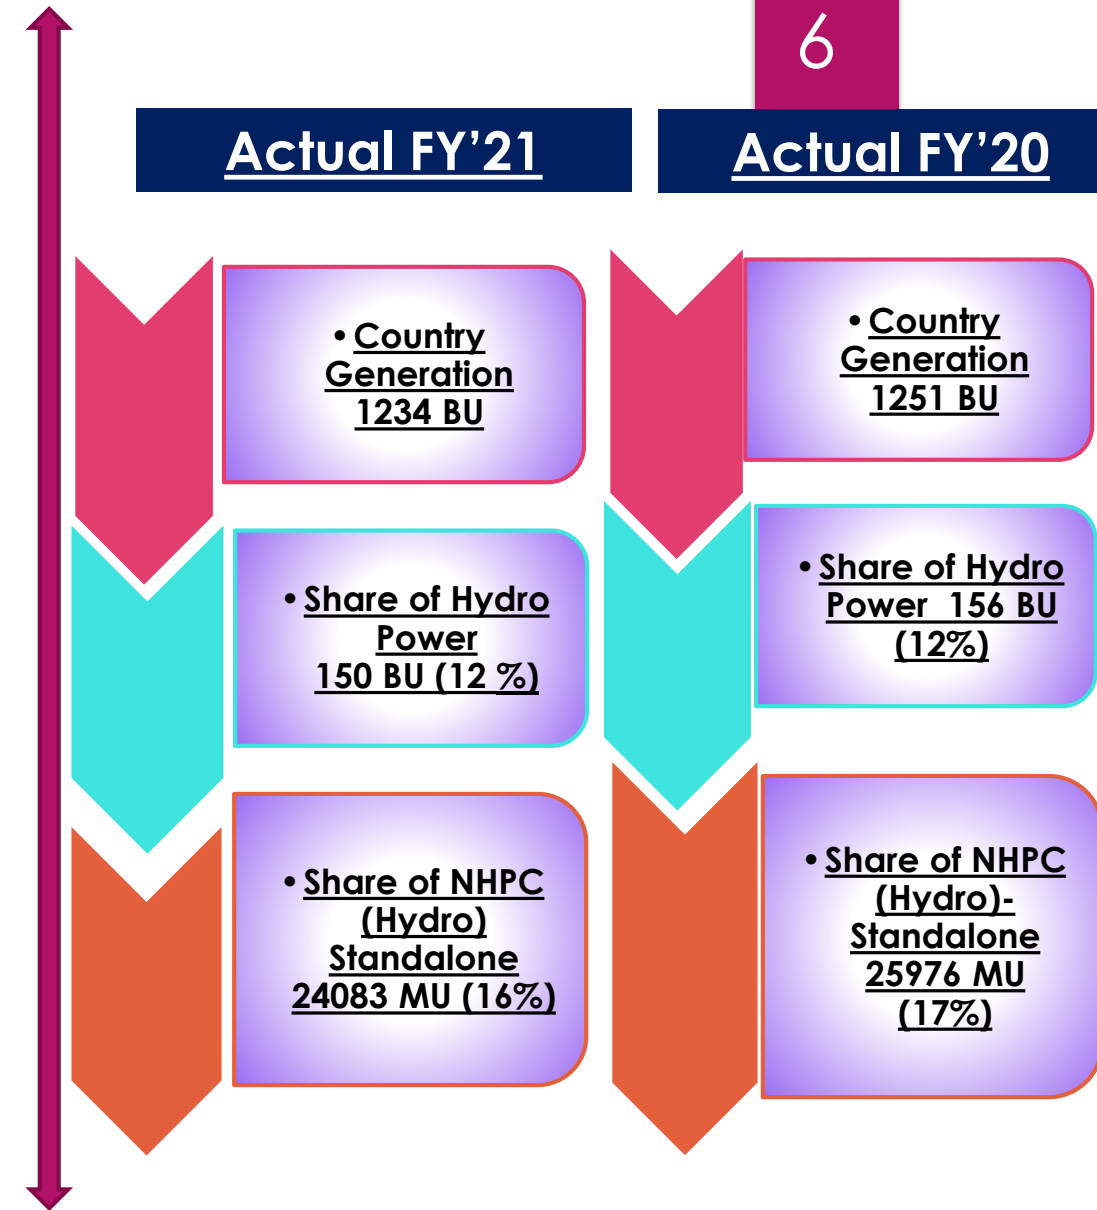 6
Actual FY’21
• Country
Generation
1234 BU
• Share of Hydro
Power
150 BU (12 %)
• Share of NHPC
(Hydro)
Standalone
24083 MU (16%)
Actual FY’20
• Country
Generation
1251 BU
• Share of Hydro
Power 156 BU
(12%)
• Share of NHPC
(Hydro)-
Standalone
25976 MU
(17%)